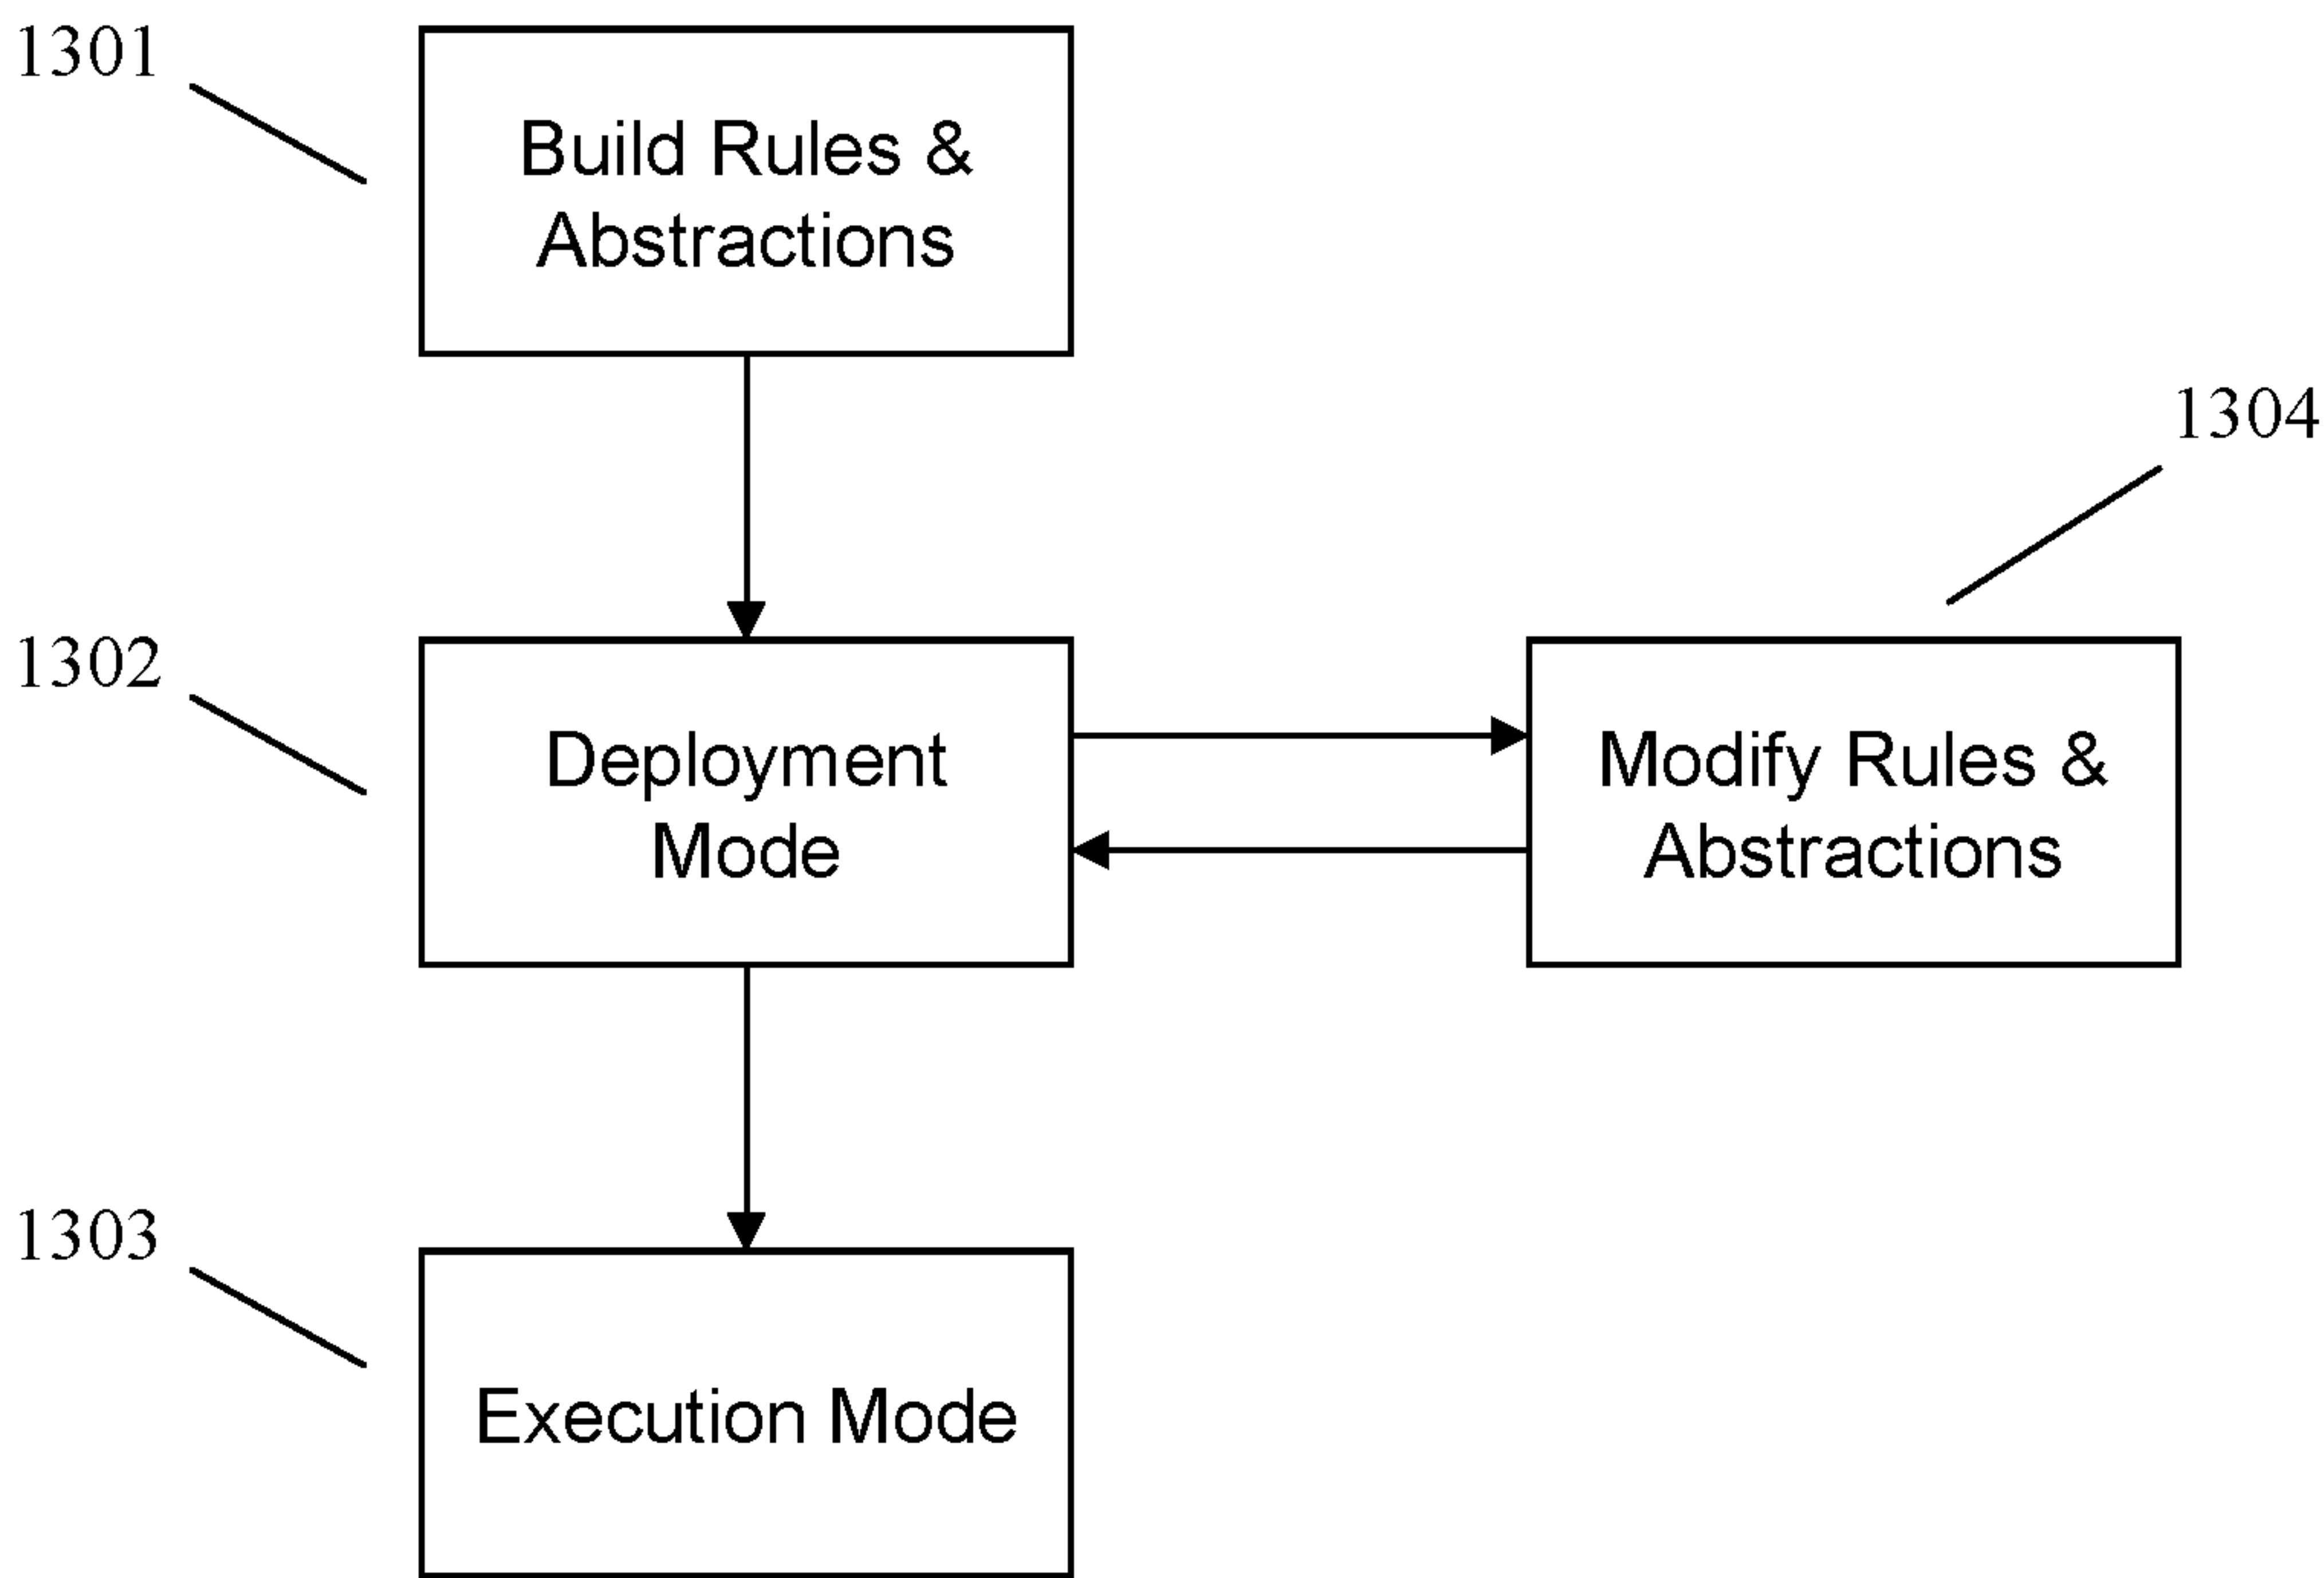 1301
Build Rules &
Abstractions
1304
1302
Deployment
Mode
Modify Rules &
Abstractions
1303
Execution Mode